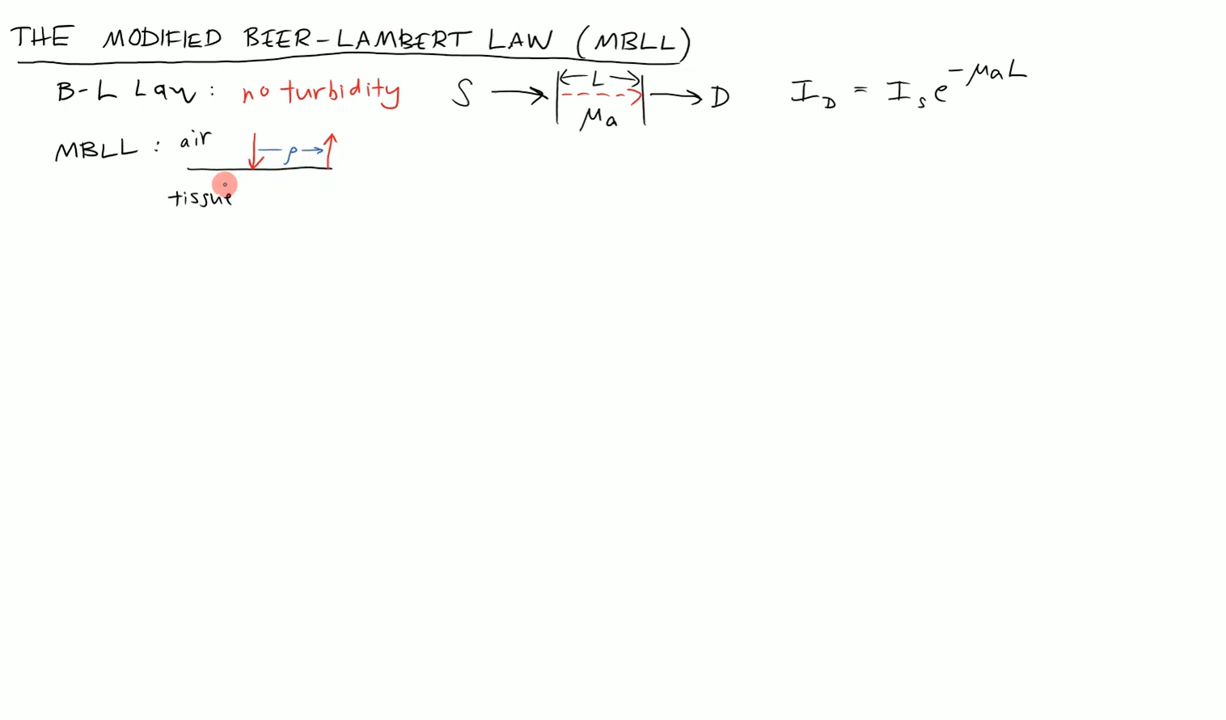 THE MODIFIED BEER-LAMBERT LAW (MBLL)
B-L Law: no turbidity S → ← L → D I_D = I_s e^{-μaL}
μa
MBLL: air ρ
tissue